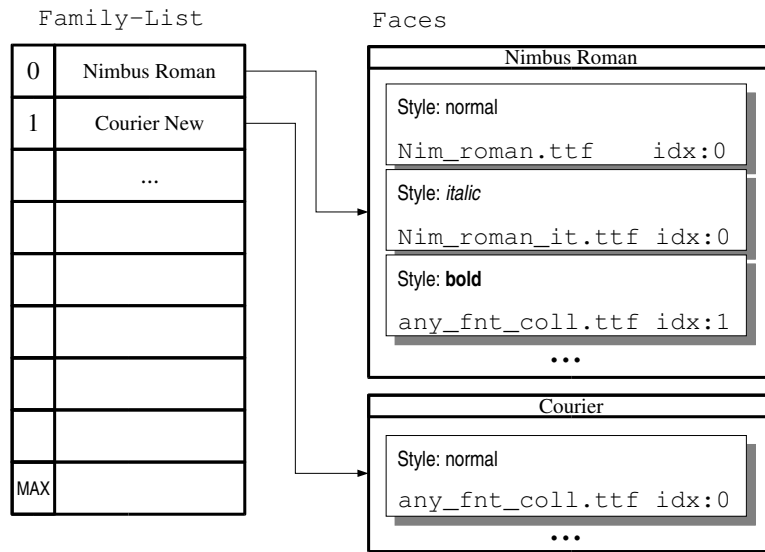 Family-List
0 Nimbus Roman
1 Courier New
...
MAX
Faces
Nimbus Roman
Style: normal
Nim_roman.ttf idx:0
Style: italic
Nim_roman_it.ttf idx:0
Style: bold
any_fnt_coll.ttf idx:1
...
Courier
Style: normal
any_fnt_coll.ttf idx:0
...